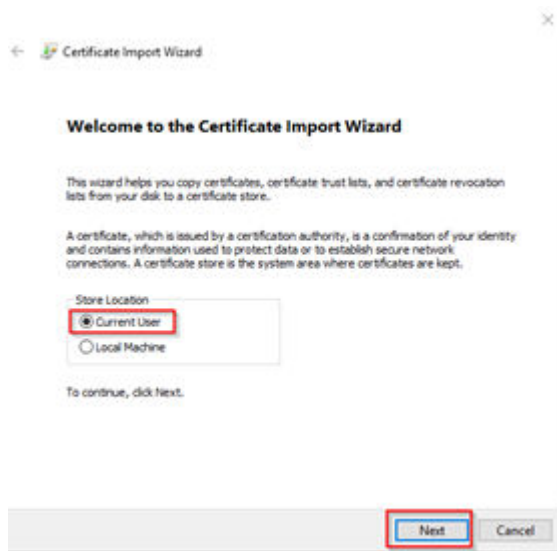 Certificate Import Wizard
Welcome to the Certificate Import Wizard
This wizard helps you copy certificates, certificate trust lists, and certificate revocation
lists from your disk to a certificate store.
A certificate, which is issued by a certification authority, is a confirmation of your identity
and contains information used to protect data or to establish secure network
connections. A certificate store is the system area where certificates are kept.
Store Location
Current User
Local Machine
To continue, click Next.
Next Cancel